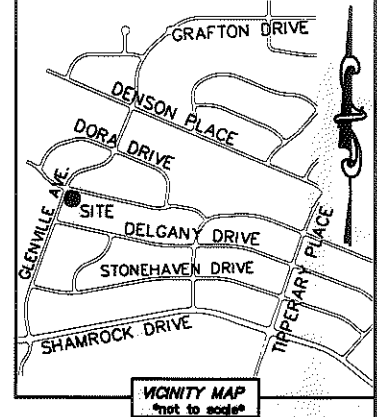 GRAFTON DRIVE
DENSON PLACE
DORA DRIVE
GLENVILLE AVE.
SITE
DELGANY DRIVE
STONEHAVEN DRIVE
TIPPERARY PLACE
SHAMROCK DRIVE
VICINITY MAP
*not to scale*